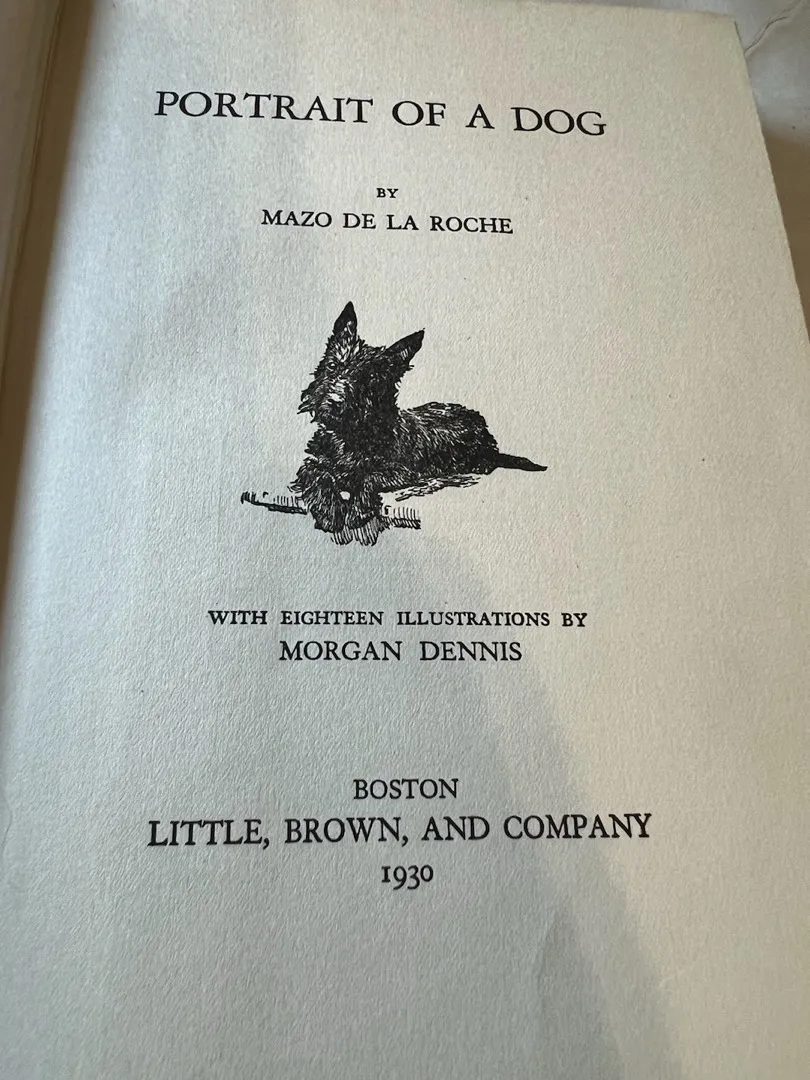 PORTRAIT OF A DOG
BY
MAZO DE LA ROCHE
WITH EIGHTEEN ILLUSTRATIONS BY
MORGAN DENNIS
BOSTON
LITTLE, BROWN, AND COMPANY
1930